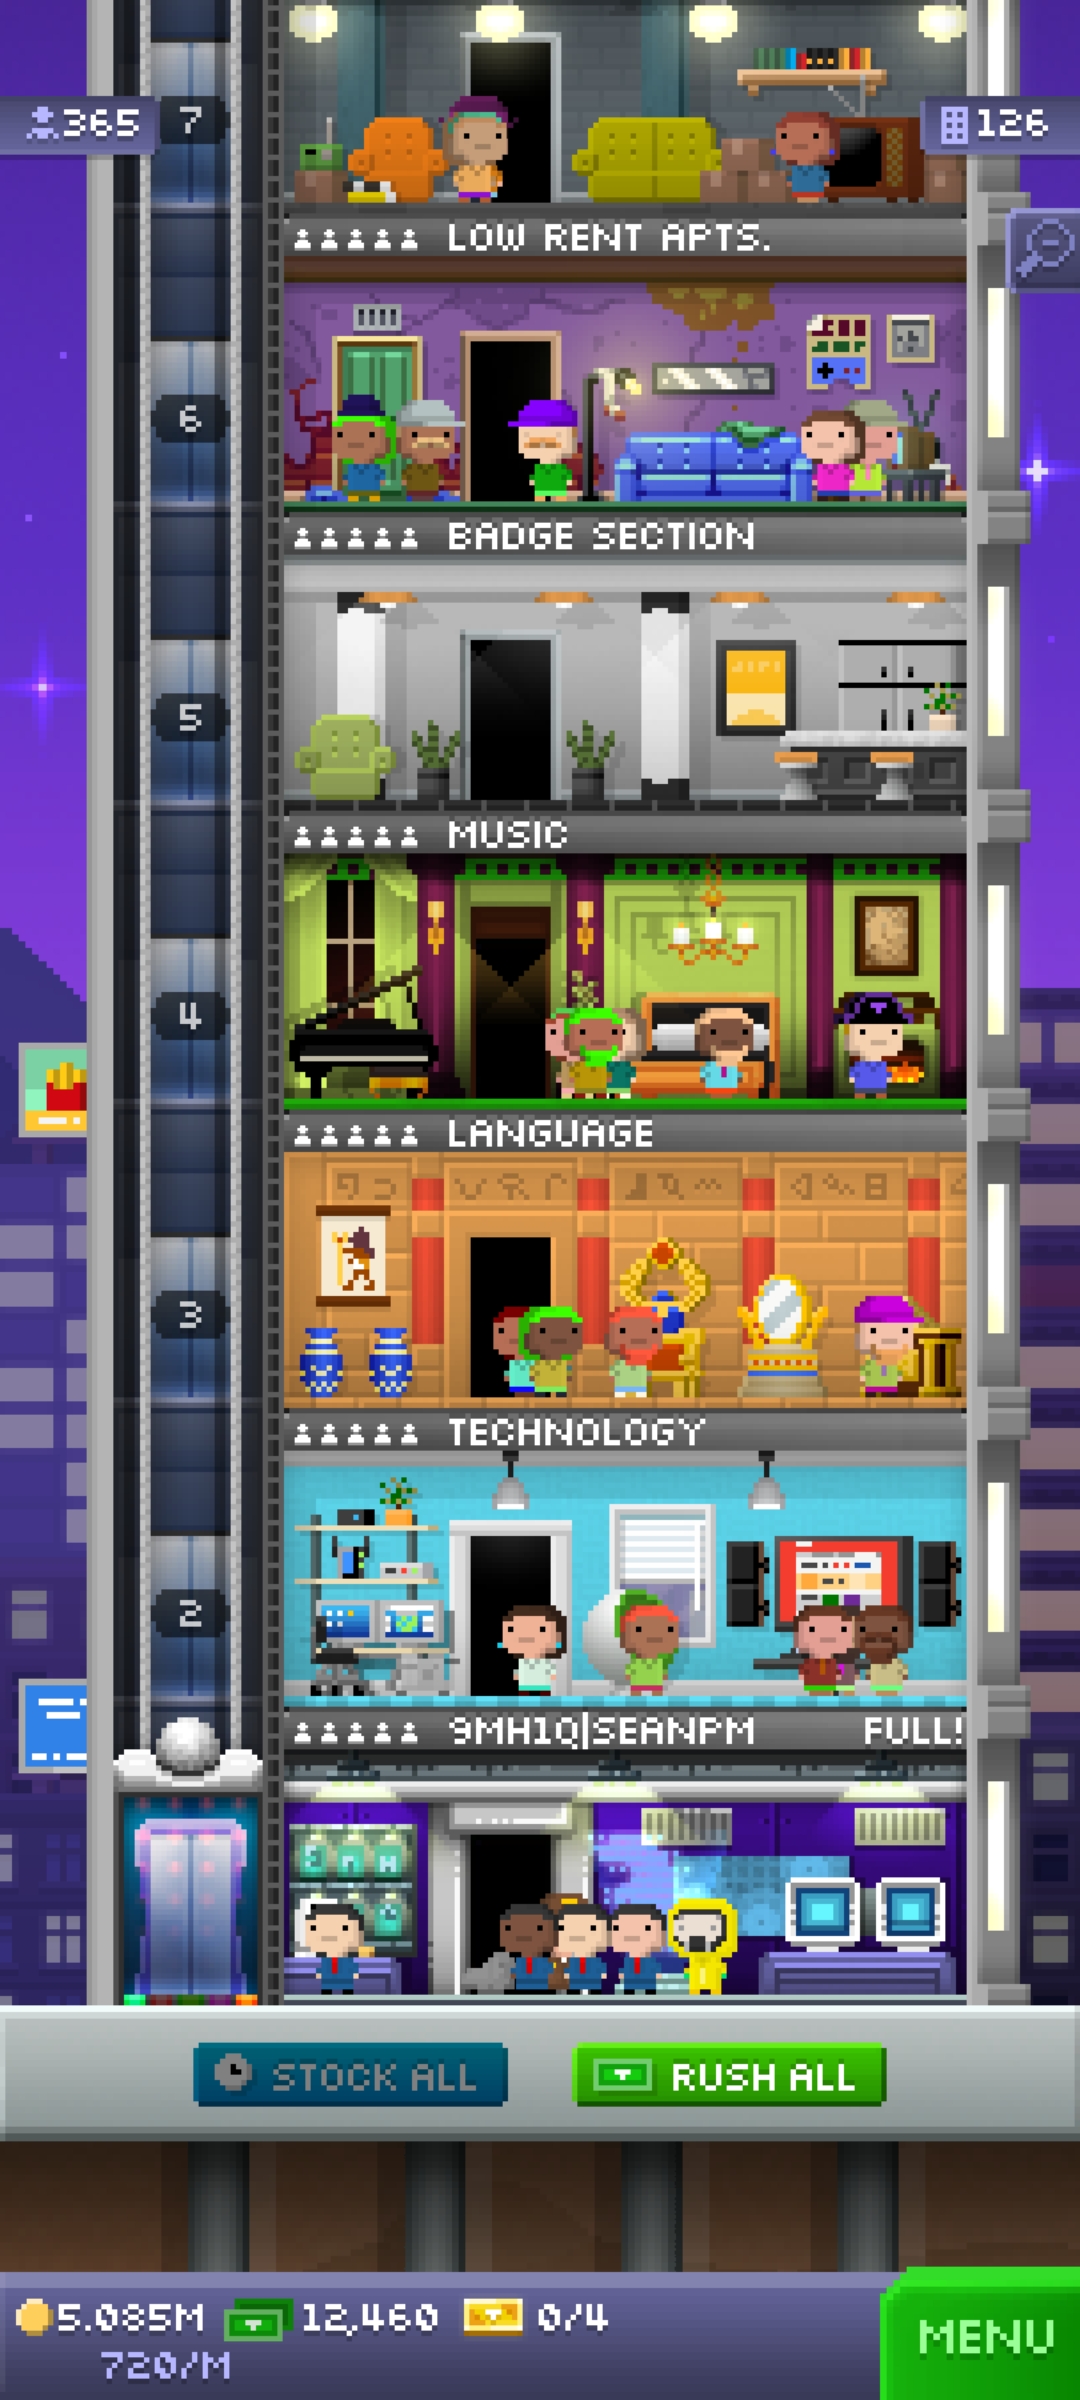 365
7
126
LOW RENT APTS.
6
BADGE SECTION
5
MUSIC
4
LANGUAGE
3
TECHNOLOGY
2
9MH1Q|SEANPM FULL!
STOCK ALL
RUSH ALL
5.085M 12,460 0/4
720/M
MENU